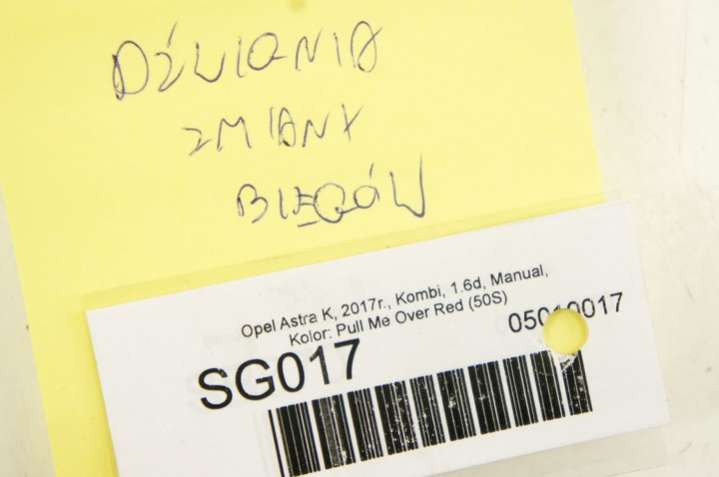 DŹWIGNIA
ZMIANY
BIEGÓW
Opel Astra K, 2017r., Kombi, 1.6d, Manual,
Kolor: Pull Me Over Red (50S)
SG017